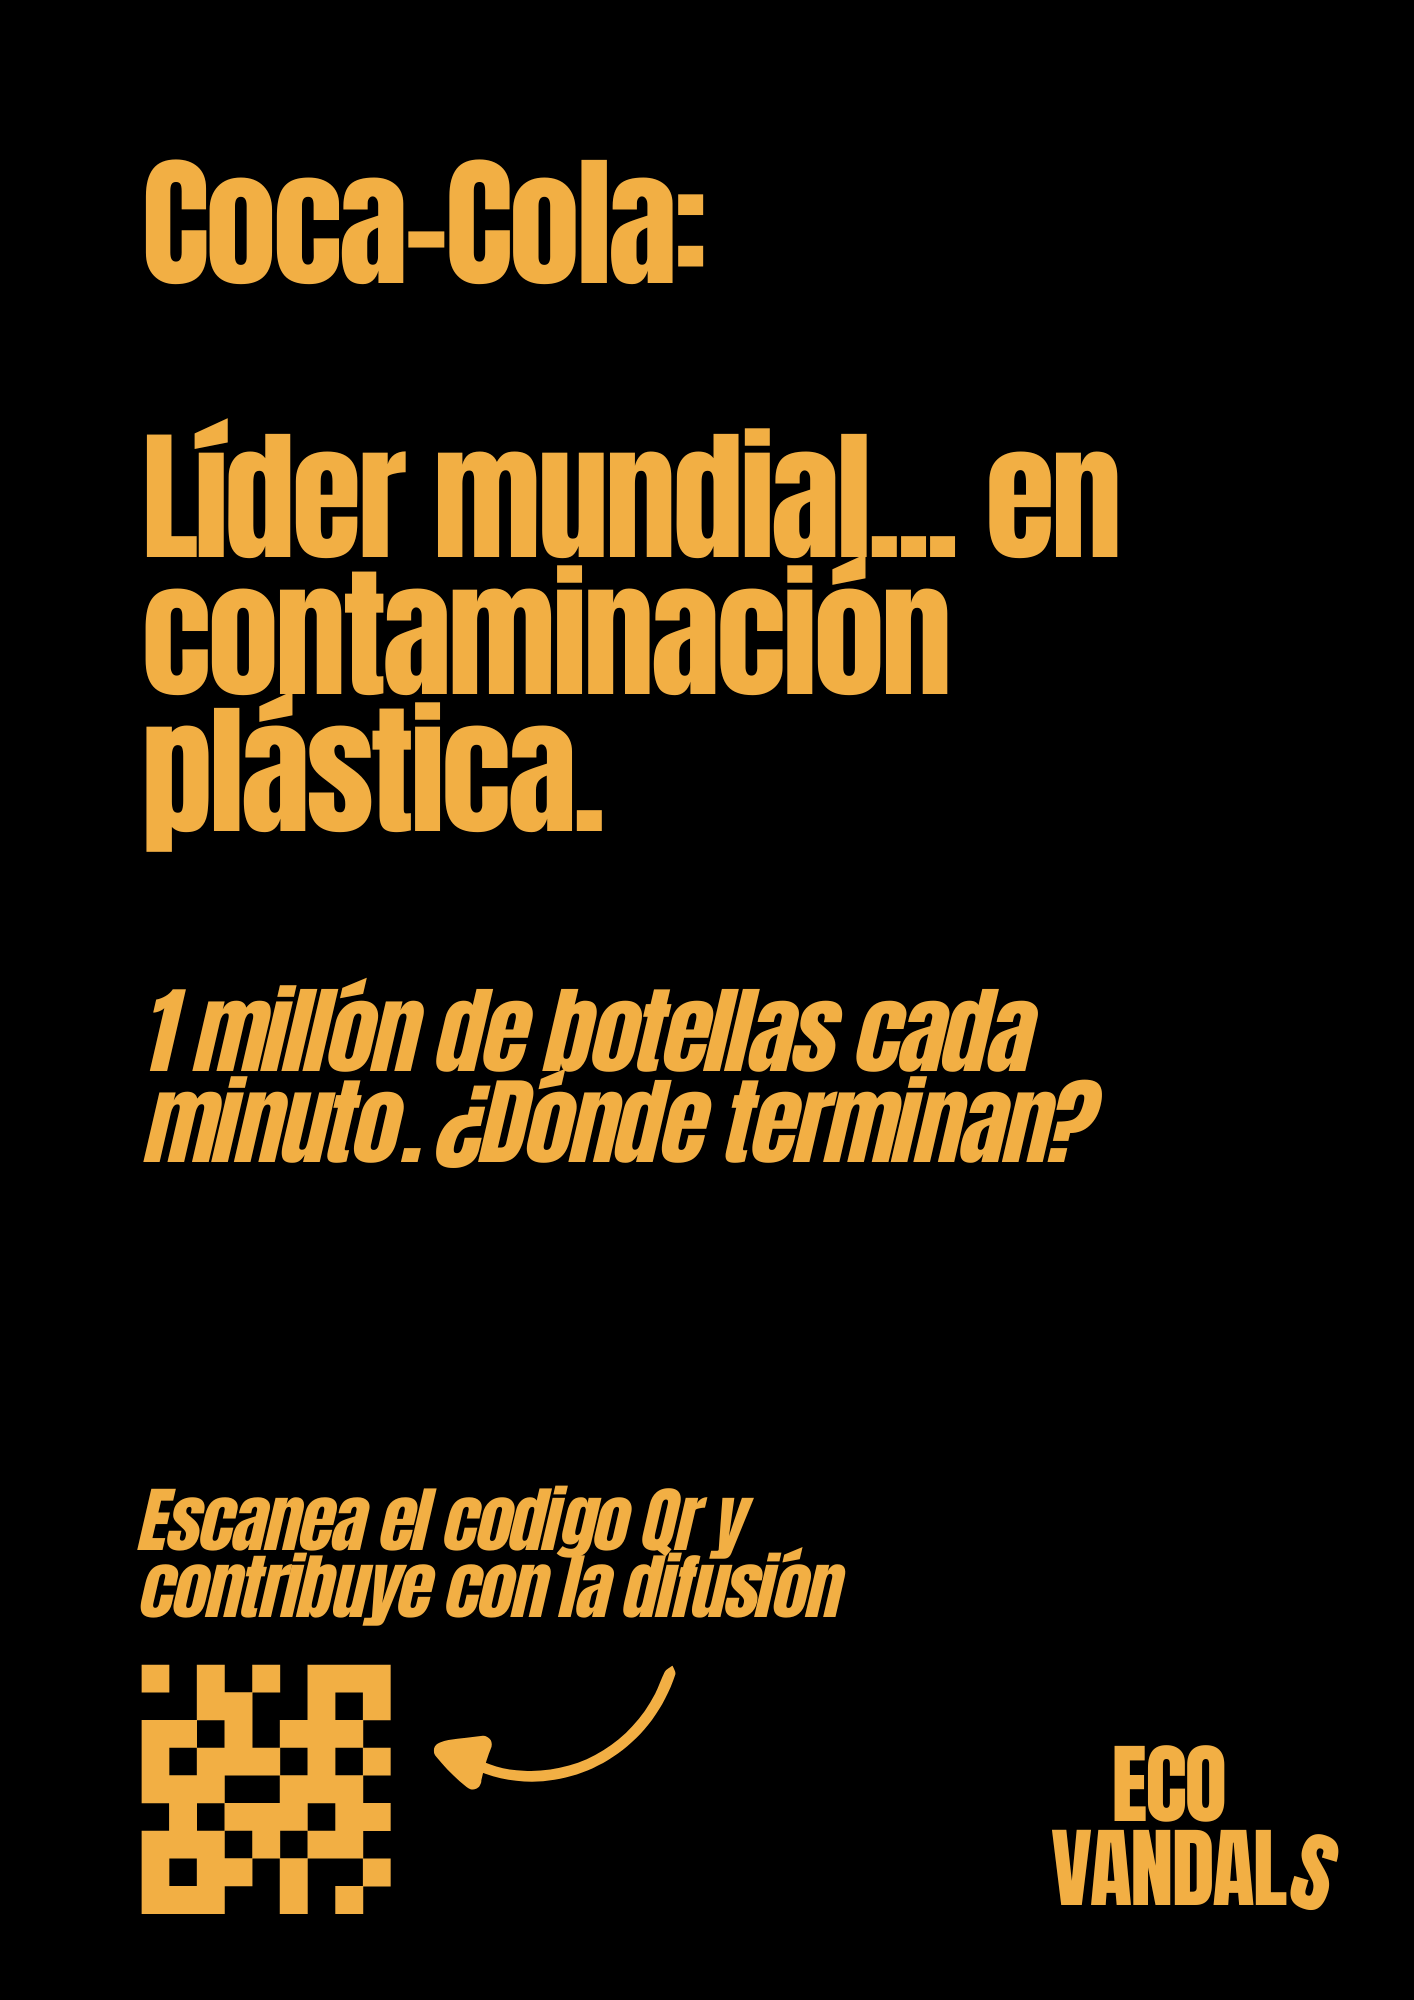 Coca-Cola:
Líder mundial... en
contaminación
plástica.
1 millón de botellas cada
minuto. ¿Dónde terminan?
Escanea el codigo Qr y
contribuye con la difusión
ECO
VANDALS